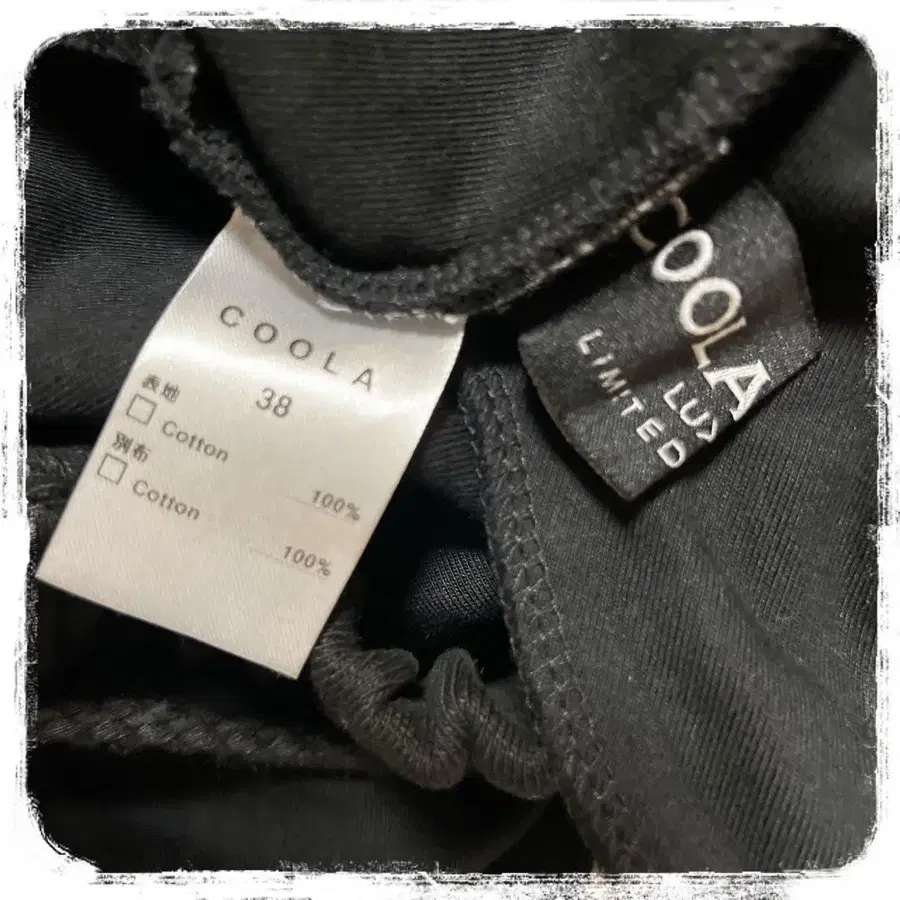 COOLA
38
表地
□ Cotton 100%
別布
□ Cotton 100%
COOLA
LIMITED